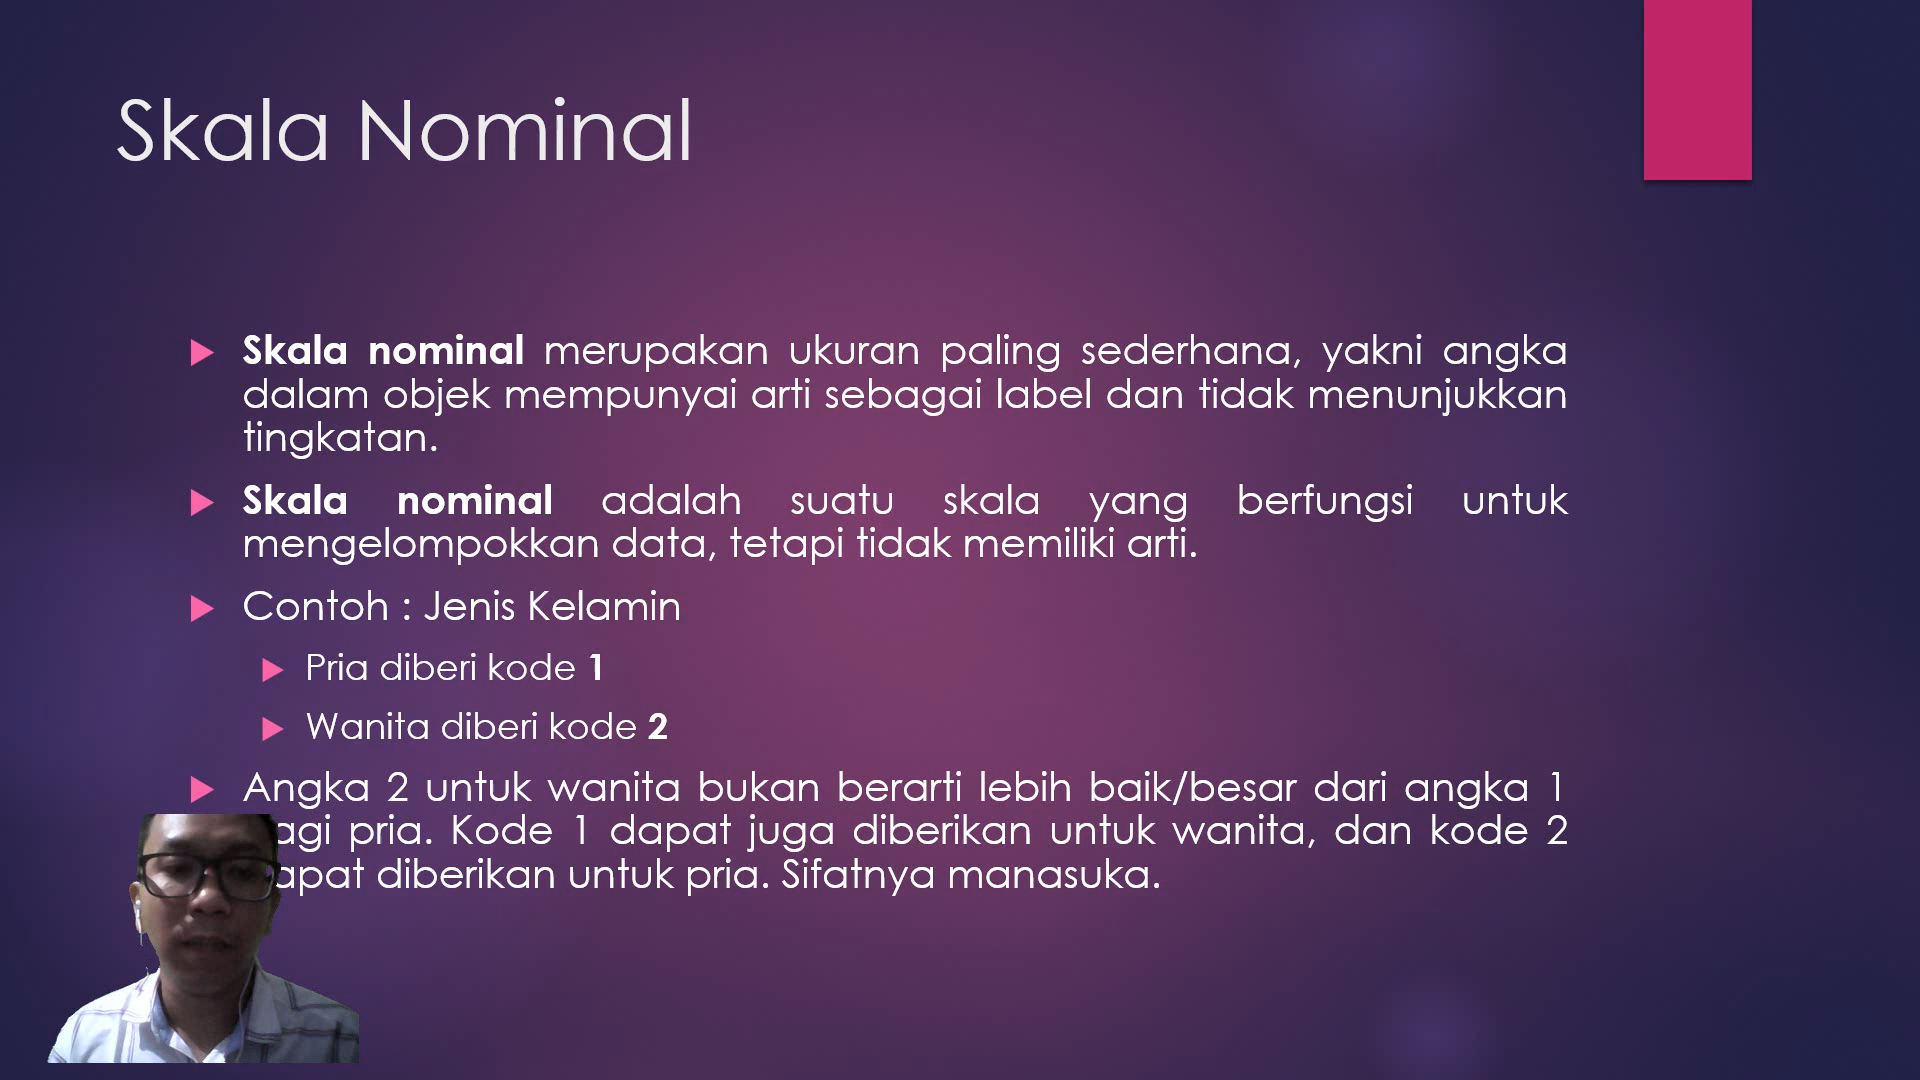 Skala Nominal
Skala nominal merupakan ukuran paling sederhana, yakni angka
dalam objek mempunyai arti sebagai label dan tidak menunjukkan
tingkatan.
Skala nominal adalah suatu skala yang berfungsi untuk
mengelompokkan data, tetapi tidak memiliki arti.
Contoh : Jenis Kelamin
Pria diberi kode 1
Wanita diberi kode 2
Angka 2 untuk wanita bukan berarti lebih baik/besar dari angka 1
agi pria. Kode 1 dapat juga diberikan untuk wanita, dan kode 2
apat diberikan untuk pria. Sifatnya manasuka.